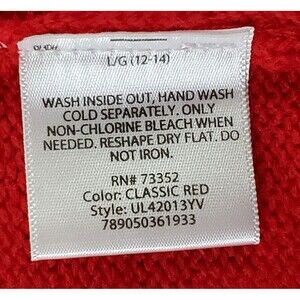 L/G (12-14)
WASH INSIDE OUT, HAND WASH
COLD SEPARATELY. ONLY
NON-CHLORINE BLEACH WHEN
NEEDED. RESHAPE DRY FLAT. DO
NOT IRON.
RN# 73352
Color: CLASSIC RED
Style: UL42013YV
789050361933